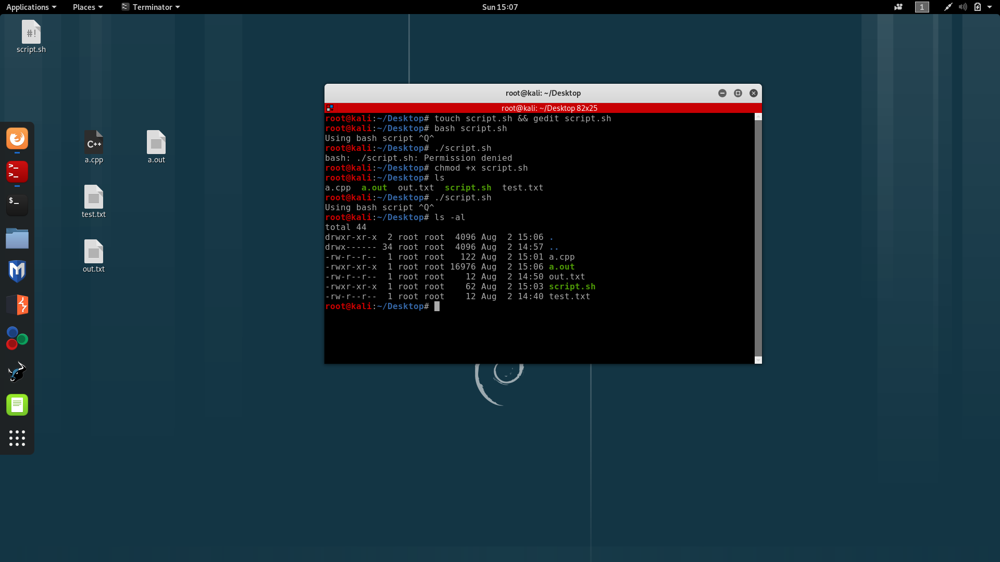 Applications Places Terminator Sun 15:07 1
#!
script.sh
C++
a.cpp a.out
test.txt
out.txt
$_
root@kali: ~/Desktop
root@kali: ~/Desktop 82x25
root@kali:~/Desktop# touch script.sh && gedit script.sh
root@kali:~/Desktop# bash script.sh
Using bash script ^Q^
root@kali:~/Desktop# ./script.sh
bash: ./script.sh: Permission denied
root@kali:~/Desktop# chmod +x script.sh
root@kali:~/Desktop# ls
a.cpp  a.out  out.txt  script.sh  test.txt
root@kali:~/Desktop# ./script.sh
Using bash script ^Q^
root@kali:~/Desktop# ls -al
total 44
drwxr-xr-x  2 root root  4096 Aug  2 15:06 .
drwx------ 34 root root  4096 Aug  2 14:57 ..
-rw-r--r--  1 root root   122 Aug  2 15:01 a.cpp
-rwxr-xr-x  1 root root 16976 Aug  2 15:06 a.out
-rw-r--r--  1 root root    12 Aug  2 14:50 out.txt
-rwxr-xr-x  1 root root    62 Aug  2 15:03 script.sh
-rw-r--r--  1 root root    12 Aug  2 14:40 test.txt
root@kali:~/Desktop#